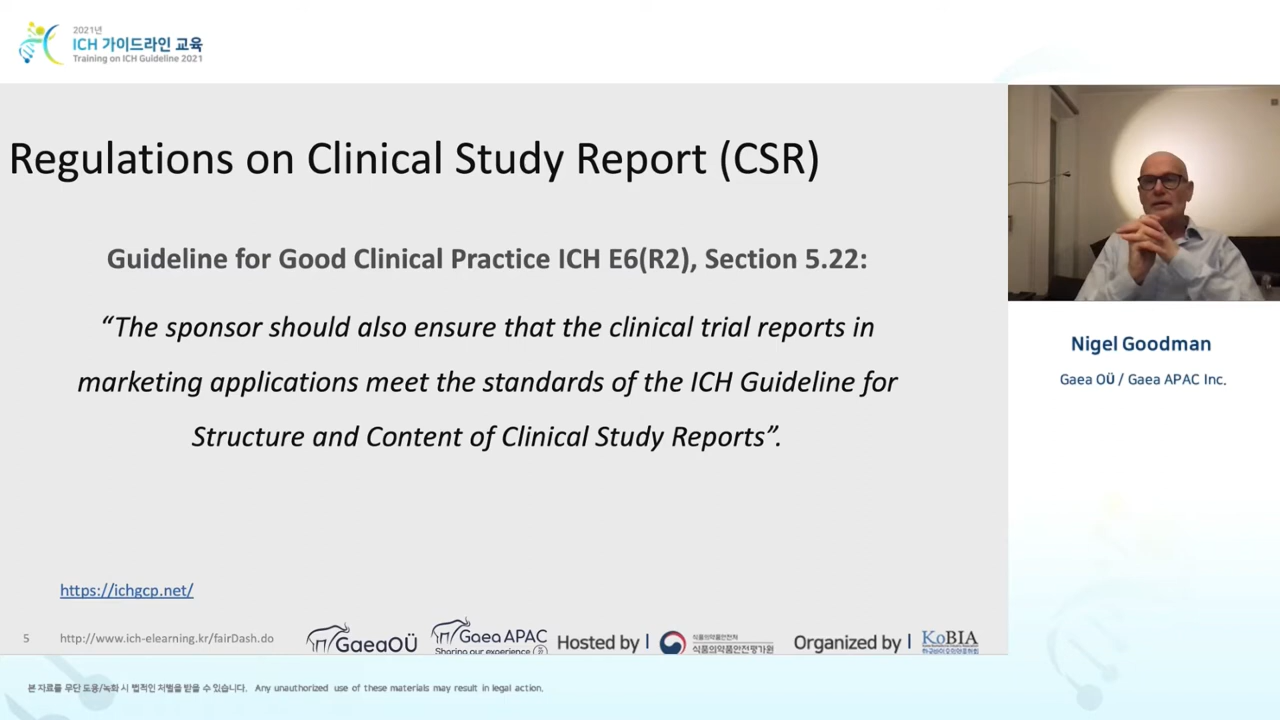 2021년
ICH 가이드라인 교육
Training on ICH Guideline 2021
Regulations on Clinical Study Report (CSR)
Guideline for Good Clinical Practice ICH E6(R2), Section 5.22:
“The sponsor should also ensure that the clinical trial reports in
marketing applications meet the standards of the ICH Guideline for
Structure and Content of Clinical Study Reports”.
Nigel Goodman
Gaea OÜ / Gaea APAC Inc.
https://ichgcp.net/
5
http://www.ich-elearning.kr/fairDash.do
GaeaOÜ
Gaea APAC
Sharing our experience
Hosted by |
식품의약품안전처
식품의약품안전평가원
Organized by |
KoBIA
한국바이오의약품협회
본 자료를 무단 도용/녹화 시 법적인 처벌을 받을 수 있습니다. Any unauthorized use of these materials may result in legal action.